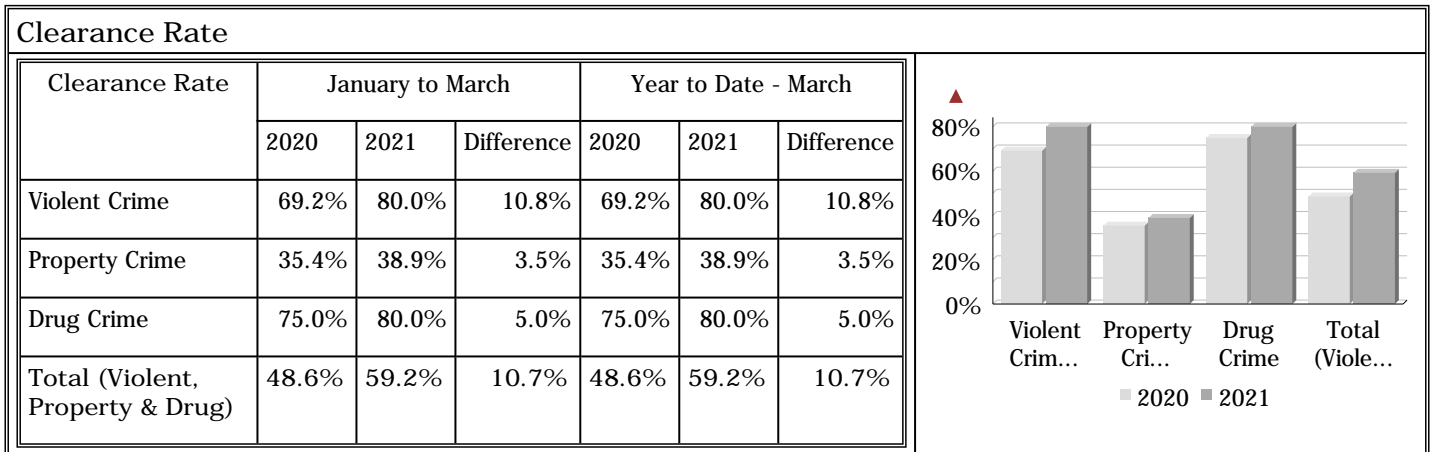 Clearance Rate
Clearance Rate January to March Year to Date - March
2020 2021 Difference 2020 2021 Difference
Violent Crime 69.2% 80.0% 10.8% 69.2% 80.0% 10.8%
Property Crime 35.4% 38.9% 3.5% 35.4% 38.9% 3.5%
Drug Crime 75.0% 80.0% 5.0% 75.0% 80.0% 5.0%
Total (Violent,
Property & Drug) 48.6% 59.2% 10.7% 48.6% 59.2% 10.7%
80%
60%
40%
20%
0%
Violent Property Drug Total
Crim... Cri... Crime (Viole...
2020 2021